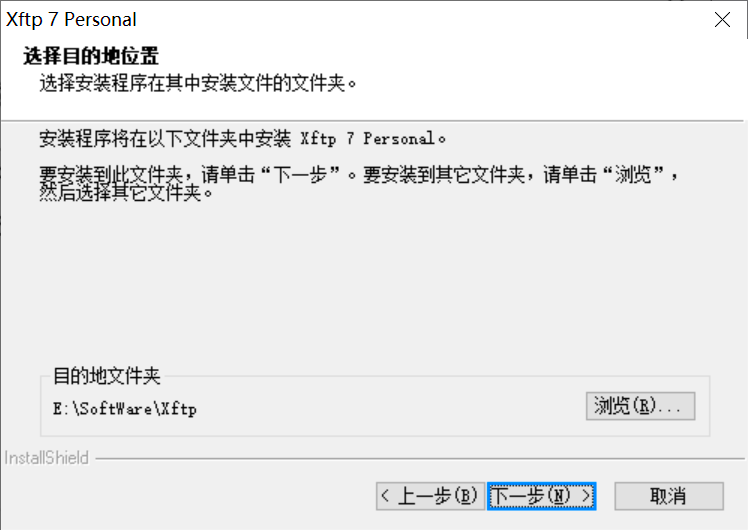 Xftp 7 Personal
选择目的地位置
选择安装程序在其中安装文件的文件夹。
安装程序将在以下文件夹中安装 Xftp 7 Personal。
要安装到此文件夹，请单击“下一步”。要安装到其它文件夹，请单击“浏览”，
然后选择其它文件夹。
目的地文件夹
E:\SoftWare\Xftp
浏览(R)...
InstallShield
< 上一步(B)
下一步(N) >
取消